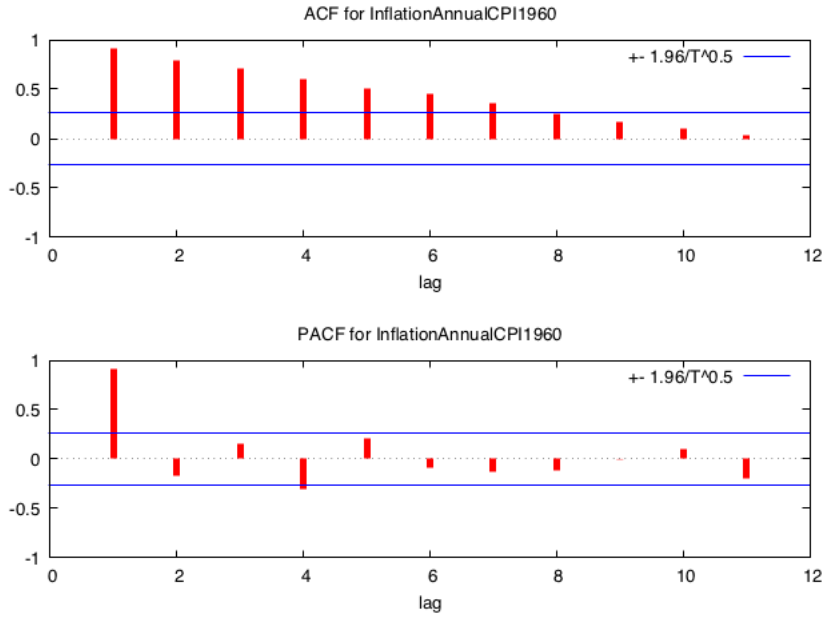 ACF for InflationAnnualCPI1960
1
+- 1.96/T^0.5
0.5
0
-0.5
-1
0 2 4 6 8 10 12
lag
PACF for InflationAnnualCPI1960
1
+- 1.96/T^0.5
0.5
0
-0.5
-1
0 2 4 6 8 10 12
lag